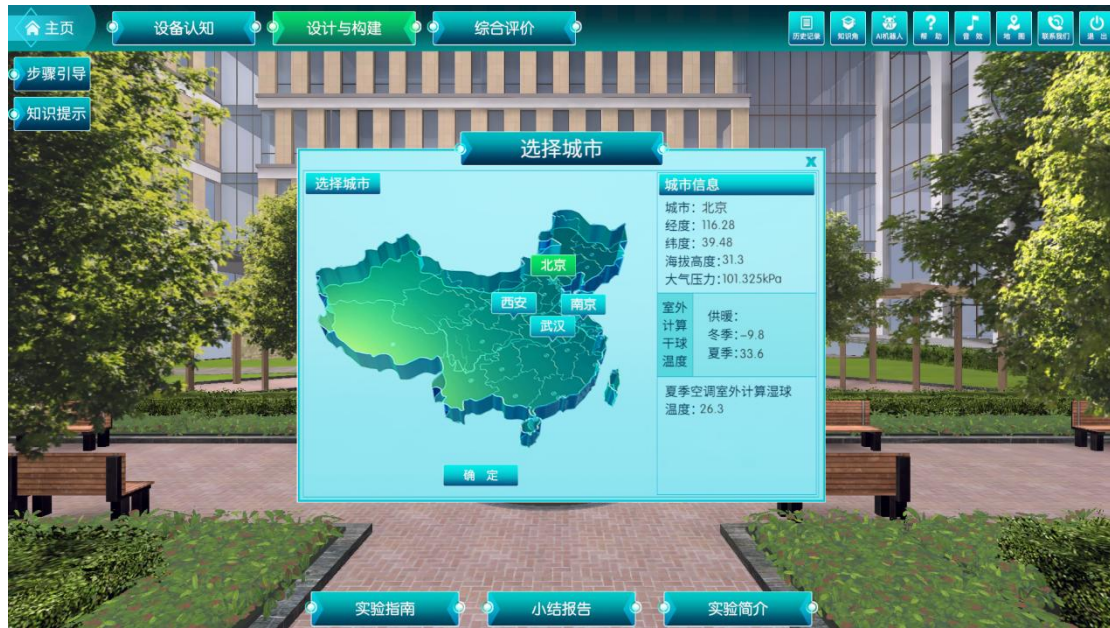 主页
设备认知
设计与构建
综合评价
历史记录
知识角
AI机器人
帮 助
音 效
地 图
联系我们
退 出
步骤引导
知识提示
选择城市
X
选择城市
北京
西安
南京
武汉
确 定
城市信息
城市：北京
经度：116.28
纬度：39.48
海拔高度：31.3
大气压力：101.325kPa
室外
计算
干球
温度
供暖：
冬季：-9.8
夏季：33.6
夏季空调室外计算湿球
温度：26.3
实验指南
小结报告
实验简介